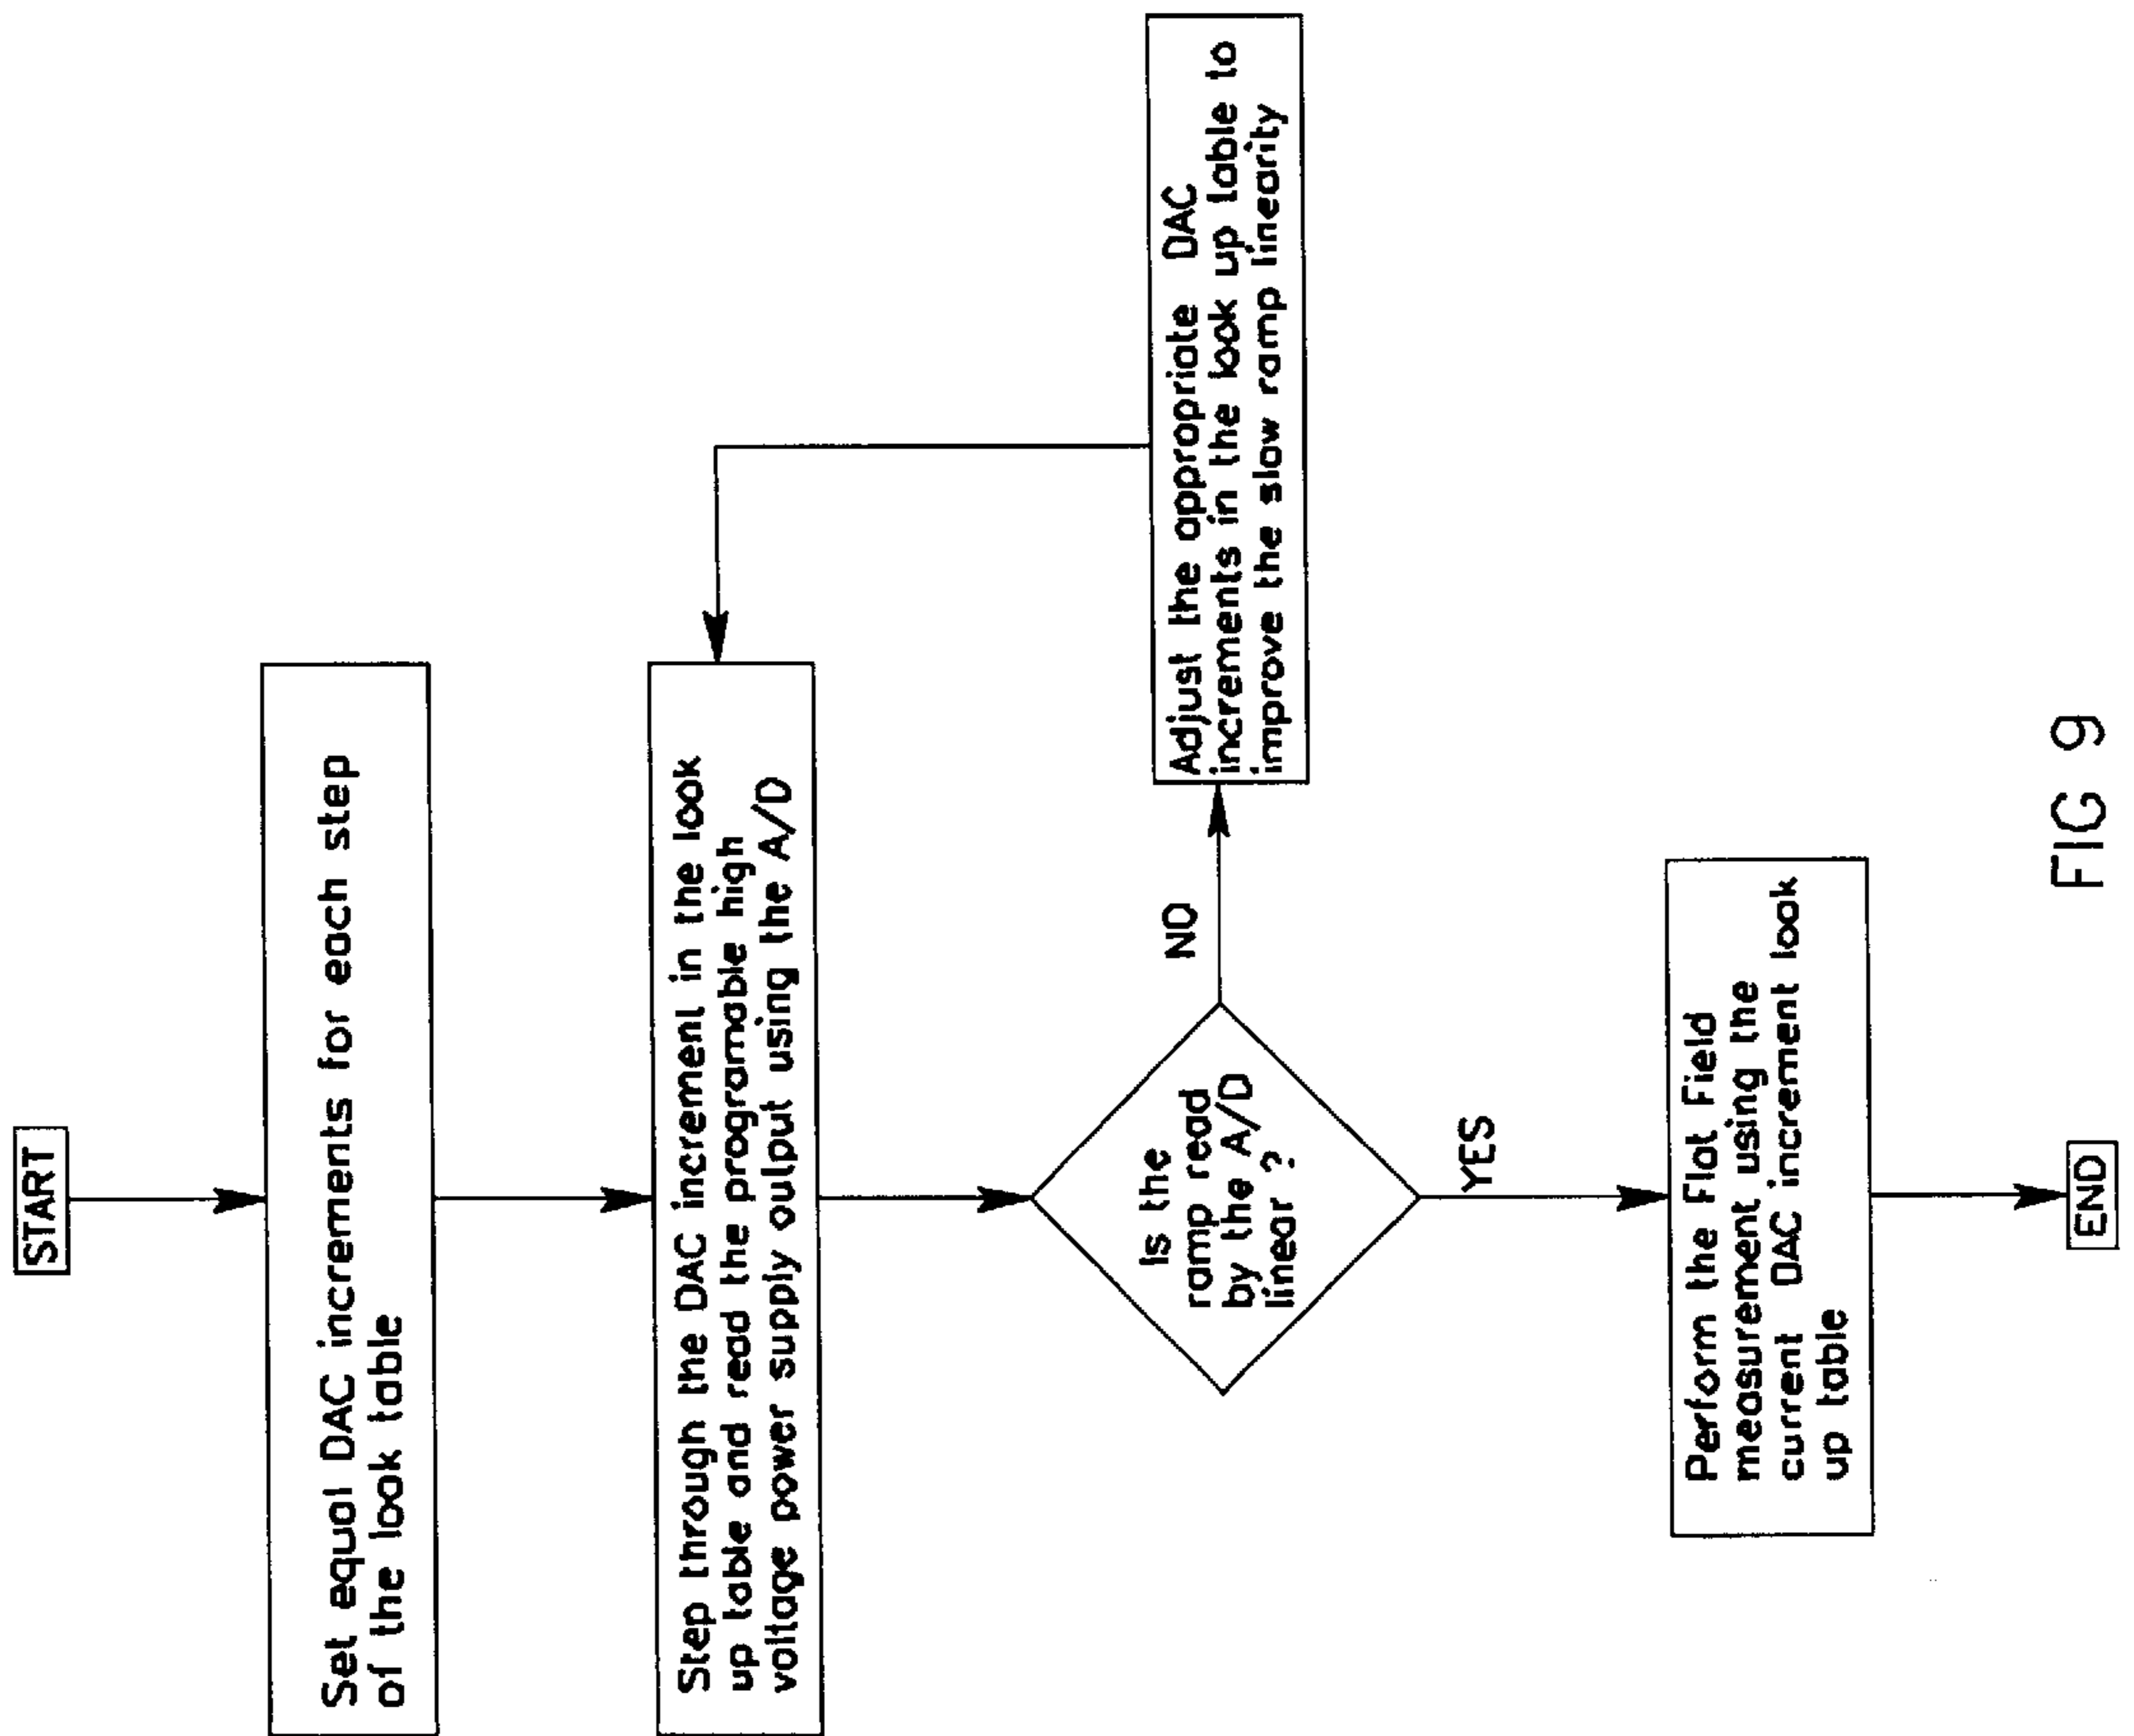 START
Set equal DAC increments for each step
of the look table
Step through the DAC increment in the look
up table and read the programable high
voltage power supply output using the A/D
is the
ramp read
by the A/D
linear ?
NO
Adjust the appropriate DAC
increments in the look up lable to
improve the slow ramp linearity
YES
Perform the Flat Field
measurement using the
current DAC increment look
up table
END
FIG 9